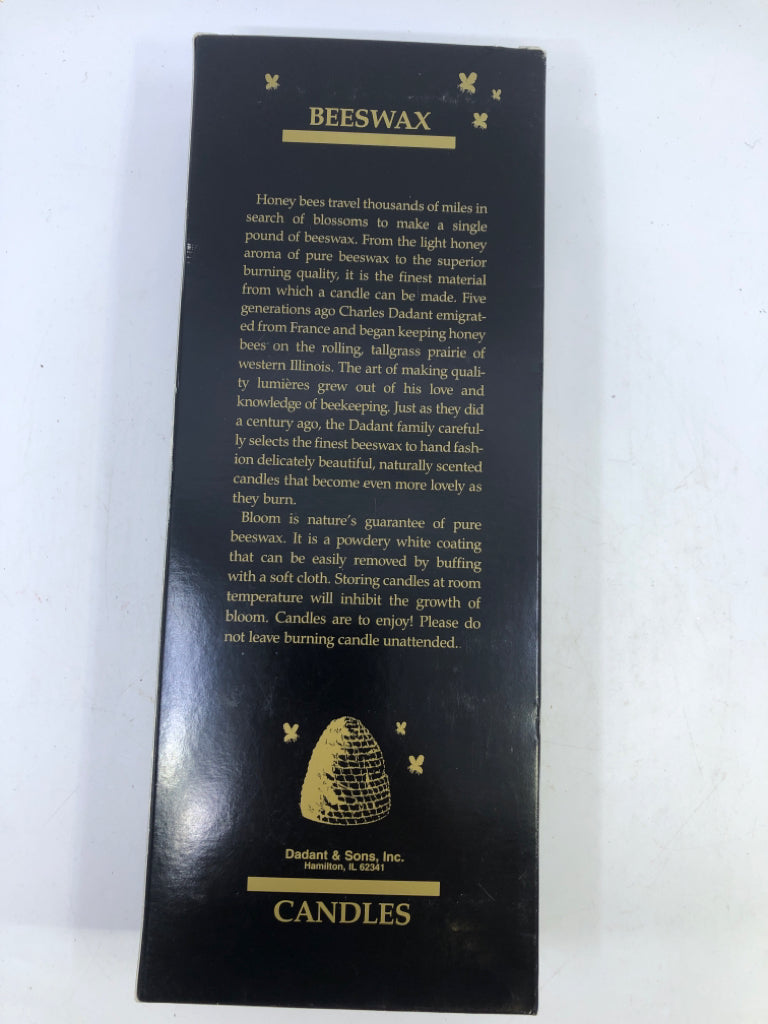 BEESWAX
Honey bees travel thousands of miles in
search of blossoms to make a single
pound of beeswax. From the light honey
aroma of pure beeswax to the superior
burning quality, it is the finest material
from which a candle can be made. Five
generations ago Charles Dadant emigrat-
ed from France and began keeping honey
bees on the rolling, tallgrass prairie of
western Illinois. The art of making quali-
ty lumières grew out of his love and
knowledge of beekeeping. Just as they did
a century ago, the Dadant family careful-
ly selects the finest beeswax to hand fash-
ion delicately beautiful, naturally scented
candles that become even more lovely as
they burn.
Bloom is nature's guarantee of pure
beeswax. It is a powdery white coating
that can be easily removed by buffing
with a soft cloth. Storing candles at room
temperature will inhibit the growth of
bloom. Candles are to enjoy! Please do
not leave burning candle unattended.
Dadant & Sons, Inc.
Hamilton, IL 62341
CANDLES